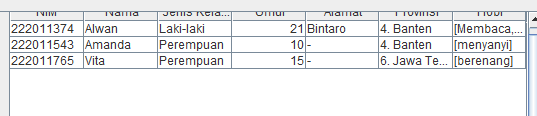 NIM Nama Jenis Kela... Umur Alamat Provinsi Hobi
222011374 Alwan Laki-laki 21 Bintaro 4. Banten [Membaca,...
222011543 Amanda Perempuan 10 - 4. Banten [menyanyi]
222011765 Vita Perempuan 15 - 6. Jawa Te... [berenang]